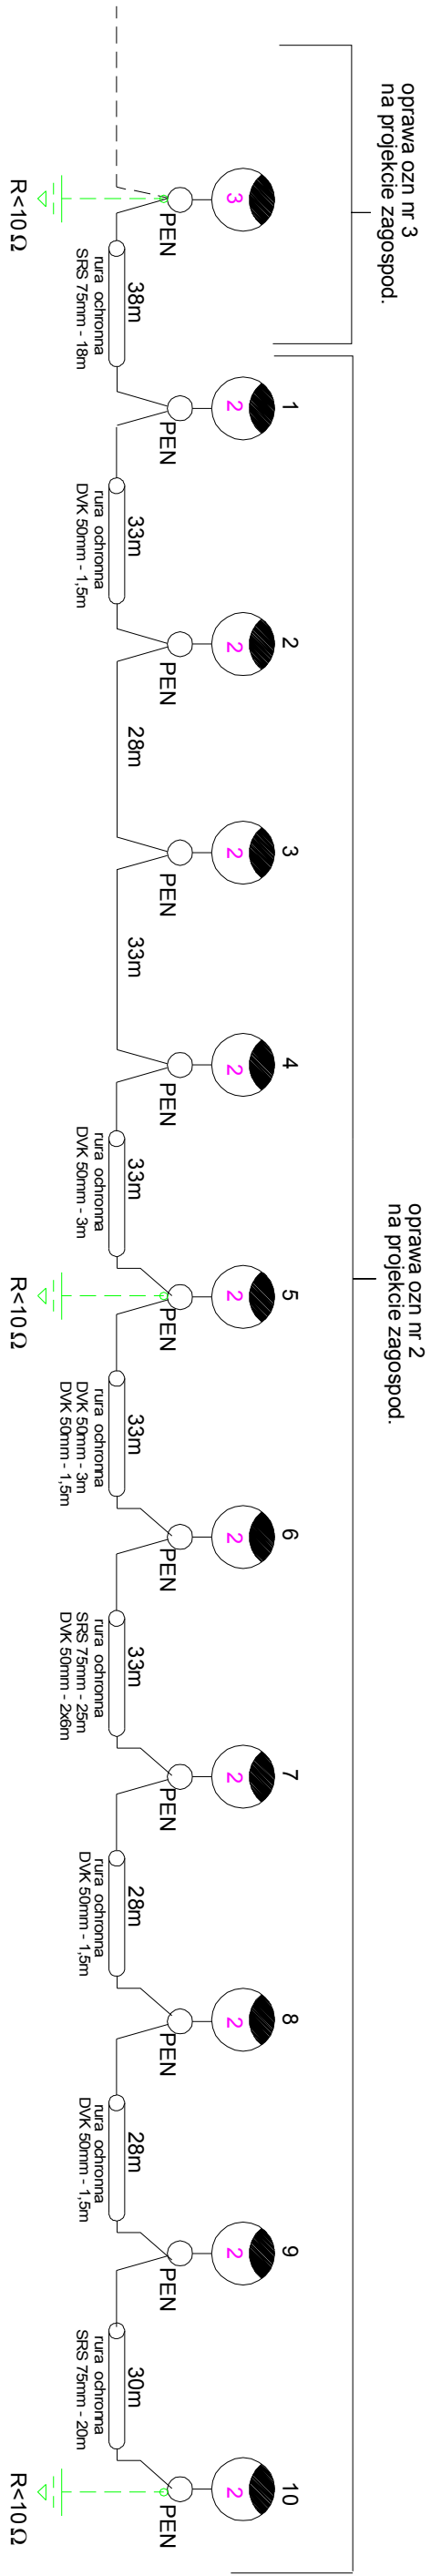 oprawa ozn nr 3
na projekcie zagospod.
3
PEN
R<10 Ω
38m
rura ochronna
SRS 75mm - 18m
oprawa ozn nr 2
na projekcie zagospod.
1
2
PEN
33m
rura ochronna
DVK 50mm - 1,5m
2
2
PEN
28m
3
2
PEN
33m
4
2
PEN
33m
rura ochronna
DVK 50mm - 3m
5
2
PEN
R<10 Ω
33m
rura ochronna
DVK 50mm - 3m
DVK 50mm - 1,5m
6
2
PEN
33m
rura ochronna
SRS 75mm - 25m
DVK 50mm - 2x6m
7
2
PEN
28m
rura ochronna
DVK 50mm - 1,5m
8
2
PEN
28m
rura ochronna
DVK 50mm - 1,5m
9
2
PEN
30m
rura ochronna
SRS 75mm - 20m
10
2
PEN
R<10 Ω